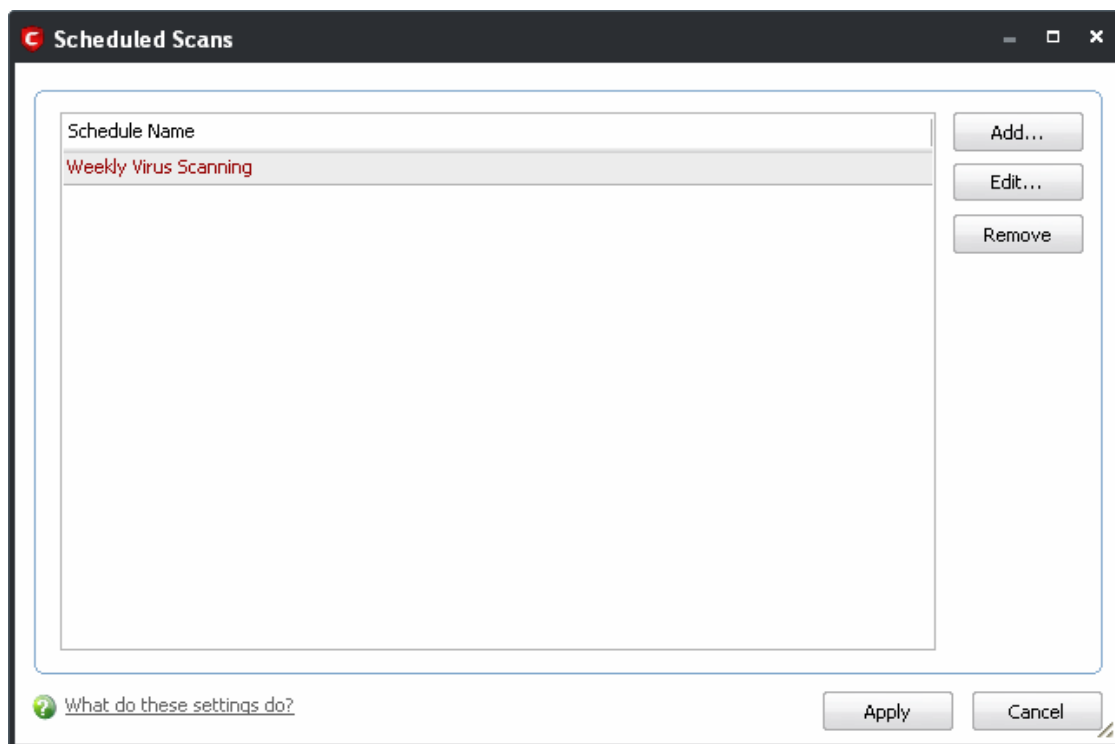 Scheduled Scans
Schedule Name
Weekly Virus Scanning
Add...
Edit...
Remove
What do these settings do?
Apply
Cancel